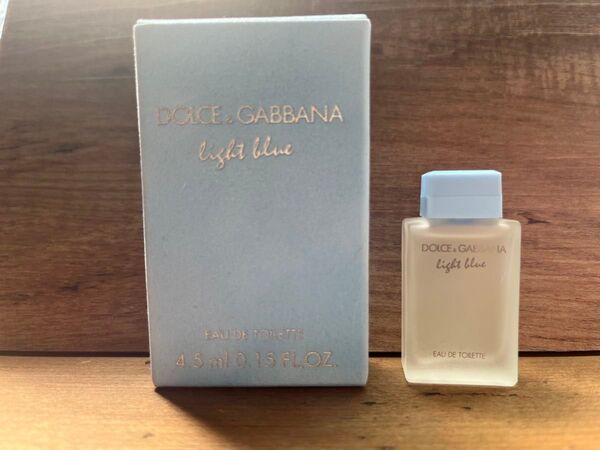 DOLCE & GABBANA
light blue
EAU DE TOILETTE
4.5 ml 0.15 FL.OZ.
DOLCE & GABBANA
light blue
EAU DE TOILETTE